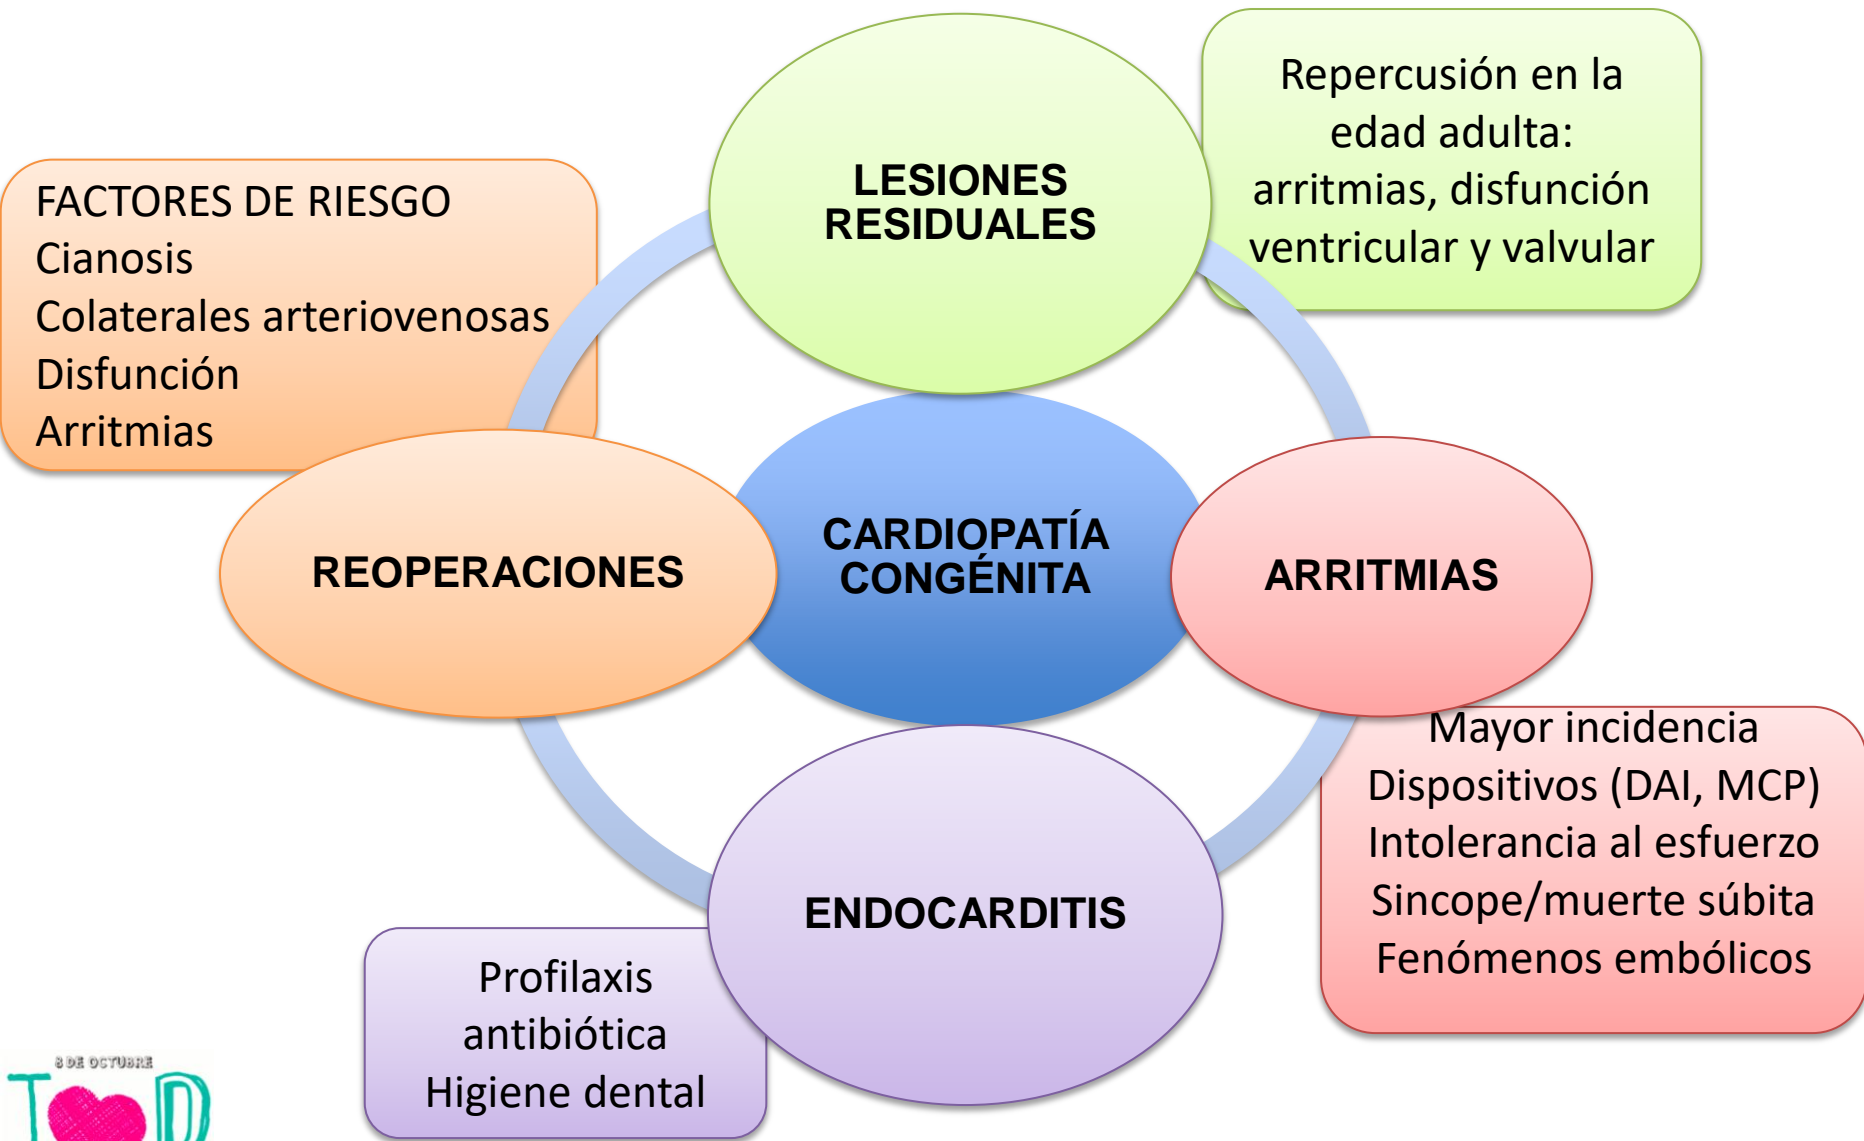 LESIONES
RESIDUALES
Repercusión en la
edad adulta:
arritmias, disfunción
ventricular y valvular
FACTORES DE RIESGO
Cianosis
Colaterales arteriovenosas
Disfunción
Arritmias
REOPERACIONES
CARDIOPATÍA
CONGÉNITA
ARRITMIAS
Mayor incidencia
Dispositivos (DAI, MCP)
Intolerancia al esfuerzo
Sincope/muerte súbita
Fenómenos embólicos
ENDOCARDITIS
Profilaxis
antibiótica
Higiene dental
8 DE OCTUBRE